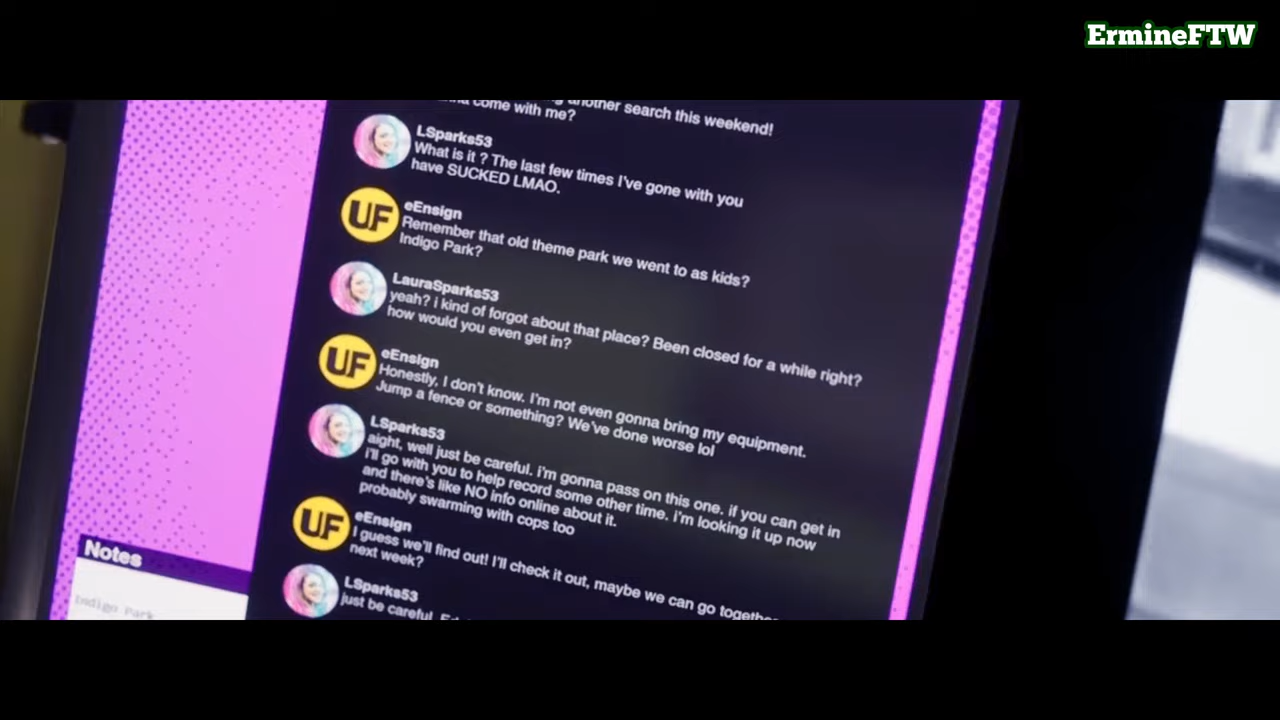 ErmineFTW
another search this weekend!
come with me?
LSparks53
What is it ? The last few times I've gone with you
have SUCKED LMAO.
UF
eEnsign
Remember that old theme park we went to as kids?
Indigo Park?
LauraSparks53
yeah? i kind of forgot about that place? Been closed for a while right?
how would you even get in?
UF
eEnsign
Honestly, I don't know. I'm not even gonna bring my equipment.
Jump a fence or something? We've done worse lol
LSparks53
aight, well just be careful. i'm gonna pass on this one. if you can get in
i'll go with you to help record some other time. i'm looking it up now
and there's like NO info online about it.
probably swarming with cops too
UF
eEnsign
I guess we'll find out! I'll check it out, maybe we can go together
next week?
LSparks53
just be careful.
Notes
Indigo Park